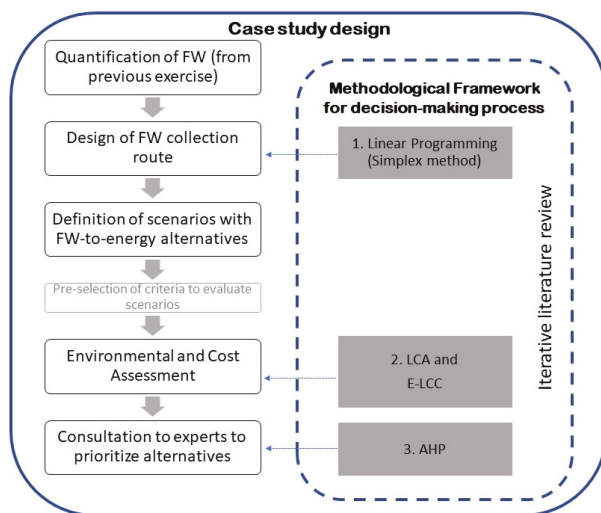 Case study design
Quantification of FW (from
previous exercise)
Methodological Framework
for decision-making process
Design of FW collection
route
1. Linear Programming
(Simplex method)
Definition of scenarios with
FW-to-energy alternatives
Pre-selection of criteria to evaluate
scenarios
Environmental and Cost
Assessment
2. LCA and
E-LCC
Consultation to experts to
prioritize alternatives
3. AHP
Iterative literature review